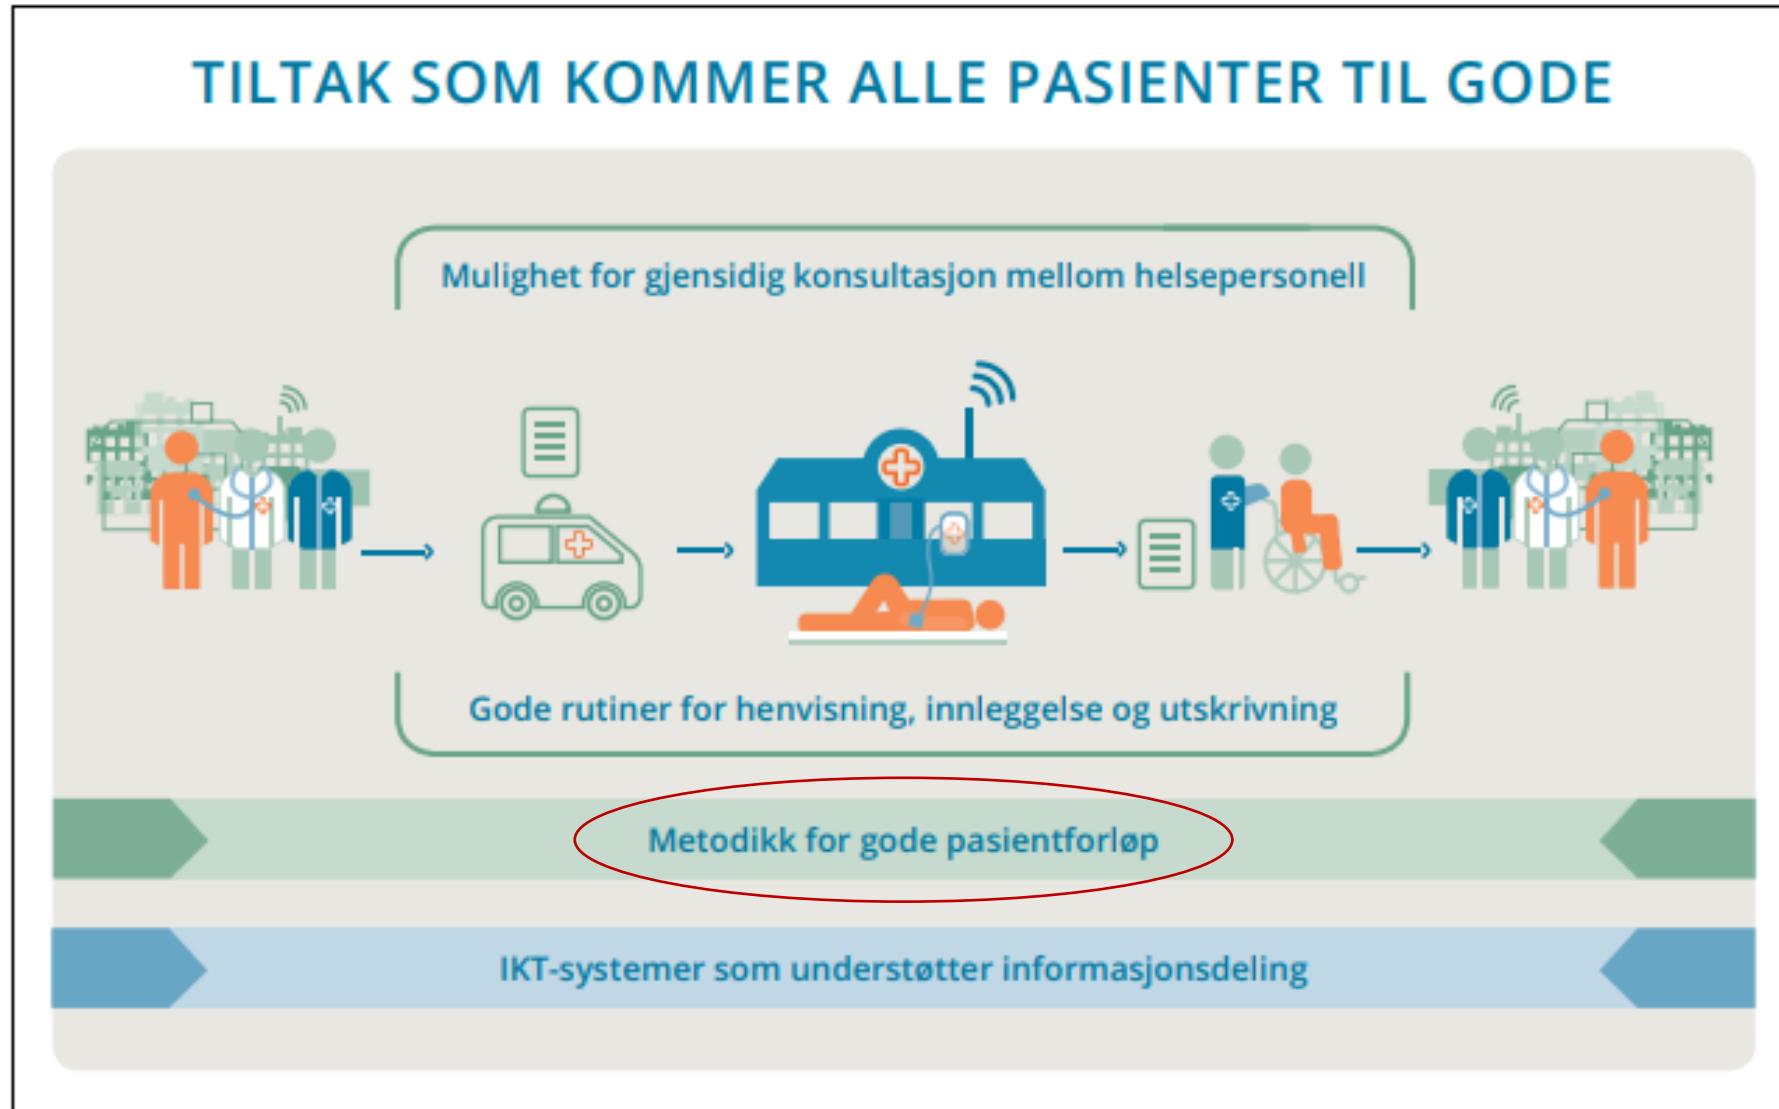 TILTAK SOM KOMMER ALLE PASIENTER TIL GODE
Mulighet for gjensidig konsultasjon mellom helsepersonell
Gode rutiner for henvisning, innleggelse og utskrivning
Metodikk for gode pasientforløp
IKT-systemer som understøtter informasjonsdeling